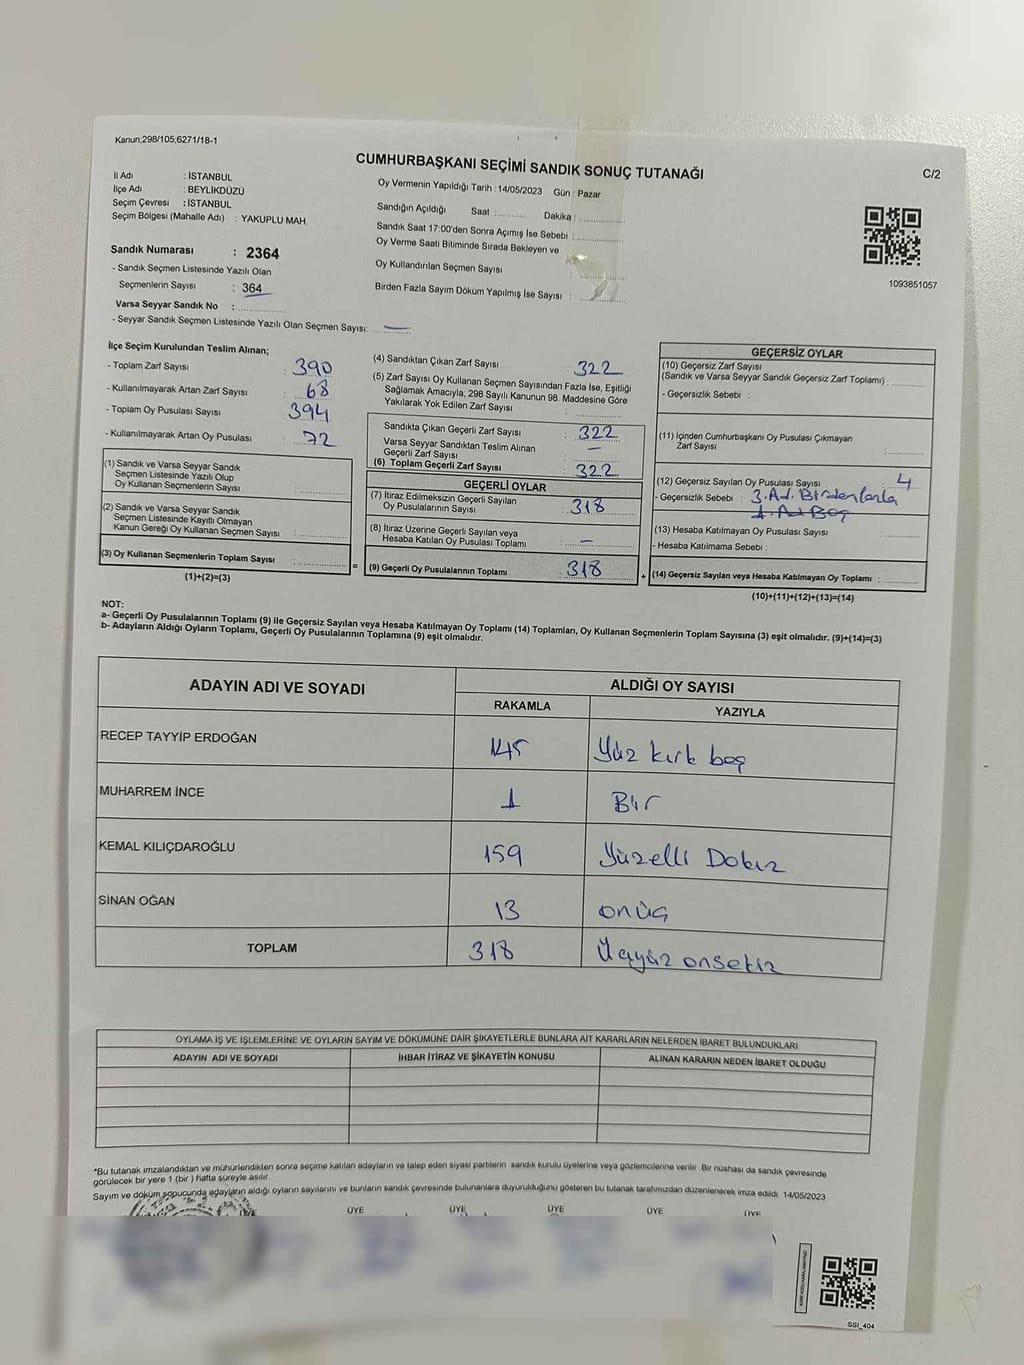 Kanun;298/105;6271/18-1
CUMHURBAŞKANI SEÇİMİ SANDIK SONUÇ TUTANAĞI
C/2
İl Adı : İSTANBUL
İlçe Adı : BEYLİKDÜZÜ
Seçim Çevresi : İSTANBUL
Seçim Bölgesi (Mahalle Adı) : YAKUPLU MAH.
Sandık Numarası : 2364
- Sandık Seçmen Listesinde Yazılı Olan
Seçmenlerin Sayısı : 364
Varsa Seyyar Sandık No :
- Seyyar Sandık Seçmen Listesinde Yazılı Olan Seçmen Sayısı: —
Oy Vermenin Yapıldığı Tarih : 14/05/2023 Gün : Pazar
Sandığın Açıldığı Saat :.......... Dakika :
Sandık Saat 17:00'den Sonra Açımış İse Sebebi :
Oy Verme Saati Bitiminde Sırada Bekleyen ve
Oy Kullandırılan Seçmen Sayısı :
Birden Fazla Sayım Döküm Yapılmış İse Sayısı :
1093851057
İlçe Seçim Kurulundan Teslim Alınan;
- Toplam Zarf Sayısı : 390
- Kullanılmayarak Artan Zarf Sayısı : 68
- Toplam Oy Pusulası Sayısı : 394
- Kullanılmayarak Artan Oy Pusulası : 72
(1) Sandık ve Varsa Seyyar Sandık
Seçmen Listesinde Yazılı Olup
Oy Kullanan Seçmenlerin Sayısı :
(2) Sandık ve Varsa Seyyar Sandık
Seçmen Listesinde Kayıtlı Olmayan
Kanun Gereği Oy Kullanan Seçmen Sayısı :
(3) Oy Kullanan Seçmenlerin Toplam Sayısı :
(1)+(2)=(3)
(4) Sandıktan Çıkan Zarf Sayısı : 322
(5) Zarf Sayısı Oy Kullanan Seçmen Sayısından Fazla İse, Eşitliği
Sağlamak Amacıyla; 298 Sayılı Kanunun 98. Maddesine Göre
Yakılarak Yok Edilen Zarf Sayısı :
Sandıkta Çıkan Geçerli Zarf Sayısı : 322
Varsa Seyyar Sandıktan Teslim Alınan
Geçerli Zarf Sayısı : —
(6) Toplam Geçerli Zarf Sayısı : 322
GEÇERLİ OYLAR
(7) İtiraz Edilmeksizin Geçerli Sayılan
Oy Pusulalarının Sayısı : 318
(8) İtiraz Üzerine Geçerli Sayılan veya
Hesaba Katılan Oy Pusulası Toplamı : —
= (9) Geçerli Oy Pusulalarının Toplamı : 318 +
GEÇERSİZ OYLAR
(10) Geçersiz Zarf Sayısı
(Sandık ve Varsa Seyyar Sandık Geçersiz Zarf Toplamı) :
- Geçersizlik Sebebi :
(11) İçinden Cumhurbaşkanı Oy Pusulası Çıkmayan
Zarf Sayısı :
(12) Geçersiz Sayılan Oy Pusulası Sayısı : 4
- Geçersizlik Sebebi : 3.Ad. Birden fazla
1.Ad Boş
(13) Hesaba Katılmayan Oy Pusulası Sayısı :
- Hesaba Katılmama Sebebi :
(14) Geçersiz Sayılan veya Hesaba Katılmayan Oy Toplamı :
(10)+(11)+(12)+(13)=(14)
NOT:
a- Geçerli Oy Pusulalarının Toplamı (9) ile Geçersiz Sayılan veya Hesaba Katılmayan Oy Toplamı (14) Toplamları, Oy Kullanan Seçmenlerin Toplam Sayısına (3) eşit olmalıdır. (9)+(14)=(3)
b- Adayların Aldığı Oyların Toplamı, Geçerli Oy Pusulalarının Toplamına (9) eşit olmalıdır.
ADAYIN ADI VE SOYADI
ALDIĞI OY SAYISI
RAKAMLA YAZIYLA
RECEP TAYYİP ERDOĞAN 145 Yüz kırk beş
MUHARREM İNCE 1 Bir
KEMAL KILIÇDAROĞLU 159 Yüzelli Dokuz
SİNAN OĞAN 13 onüç
TOPLAM 318 Üçyüz onsekiz
OYLAMA İŞ VE İŞLEMLERİNE VE OYLARIN SAYIM VE DÖKÜMÜNE DAİR ŞİKAYETLERLE BUNLARA AİT KARARLARIN NELERDEN İBARET BULUNDUKLARI
ADAYIN ADI VE SOYADI İHBAR İTİRAZ VE ŞİKAYETİN KONUSU ALINAN KARARIN NEDEN İBARET OLDUĞU
*Bu tutanak imzalandıktan ve mühürlendikten sonra seçime katılan adayların ve talep eden siyasi partilerin sandık kurulu üyelerine veya gözlemcilerine verilir. Bir nüshası da sandık çevresinde
görülecek bir yere 1 (bir) hafta süreyle asılır.
Sayım ve döküm sonucunda adayların aldığı oyların sayılarını ve bunların sandık çevresinde bulunanlara duyurulduğunu gösteren bu tutanak tarafımızdan düzenlenerek imza edildi. 14/05/2023
ÜYE ÜYE ÜYE ÜYE ÜYE
SSI_404